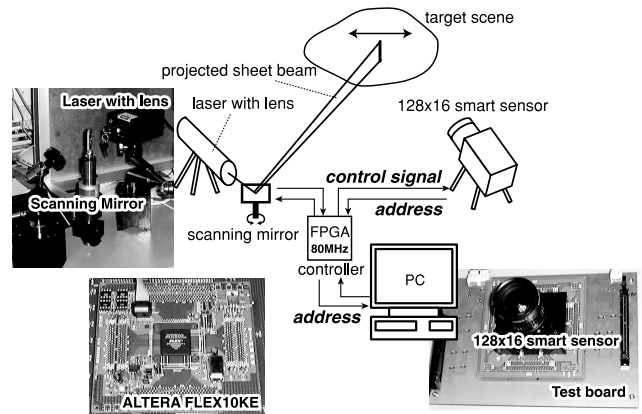 target scene
projected sheet beam
Laser with lens
laser with lens
128x16 smart sensor
control signal
Scanning Mirror
address
scanning mirror
FPGA
80MHz
controller
PC
address
128x16 smart sensor
ALTERA FLEX10KE
Test board